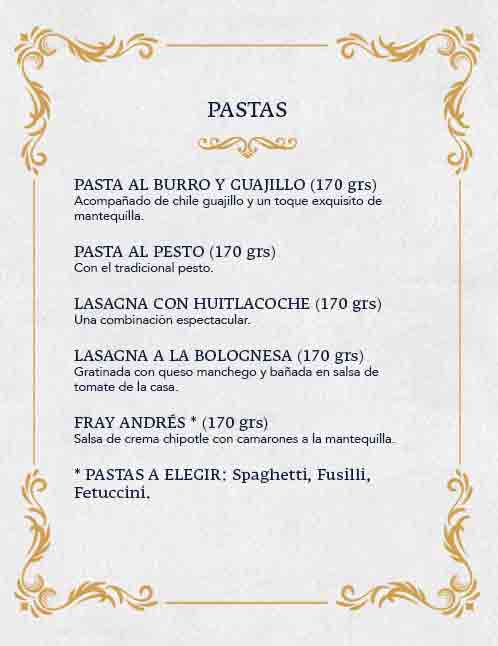 PASTAS
PASTA AL BURRO Y GUAJILLO (170 grs)
Acompañado de chile guajillo y un toque exquisito de
mantequilla.
PASTA AL PESTO (170 grs)
Con el tradicional pesto.
LASAGNA CON HUITLACOCHE (170 grs)
Una combinación espectacular.
LASAGNA A LA BOLOGNESA (170 grs)
Gratinada con queso manchego y bañada en salsa de
tomate de la casa.
FRAY ANDRÉS * (170 grs)
Salsa de crema chipotle con camarones a la mantequilla.
* PASTAS A ELEGIR: Spaghetti, Fusilli,
Fetuccini.